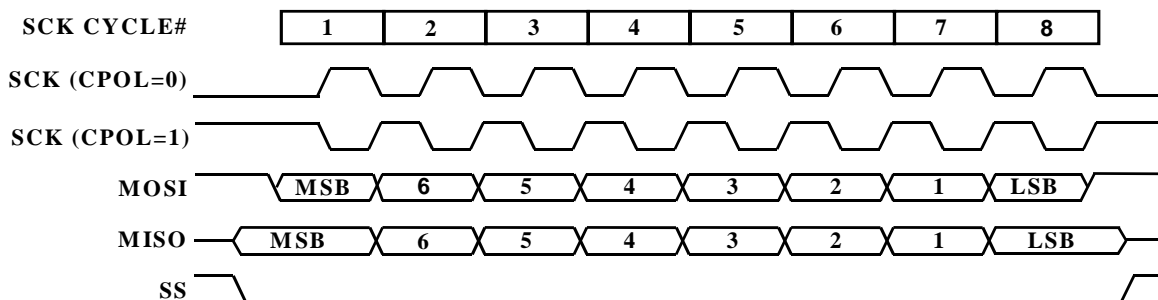 SCK CYCLE# 1 2 3 4 5 6 7 8
SCK (CPOL=0)
SCK (CPOL=1)
MOSI MSB 6 5 4 3 2 1 LSB
MISO MSB 6 5 4 3 2 1 LSB
SS